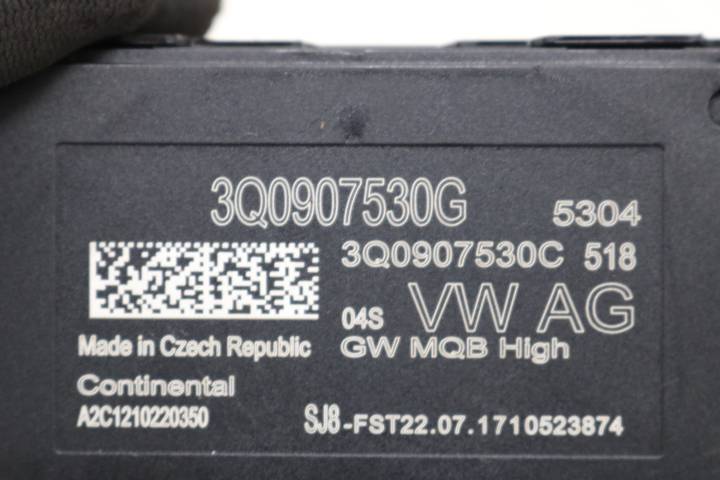 3Q0907530G 5304
3Q0907530C 518
04S VW AG
Made in Czech Republic GW MQB High
Continental
A2C1210220350 SJ8-FST22.07.1710523874